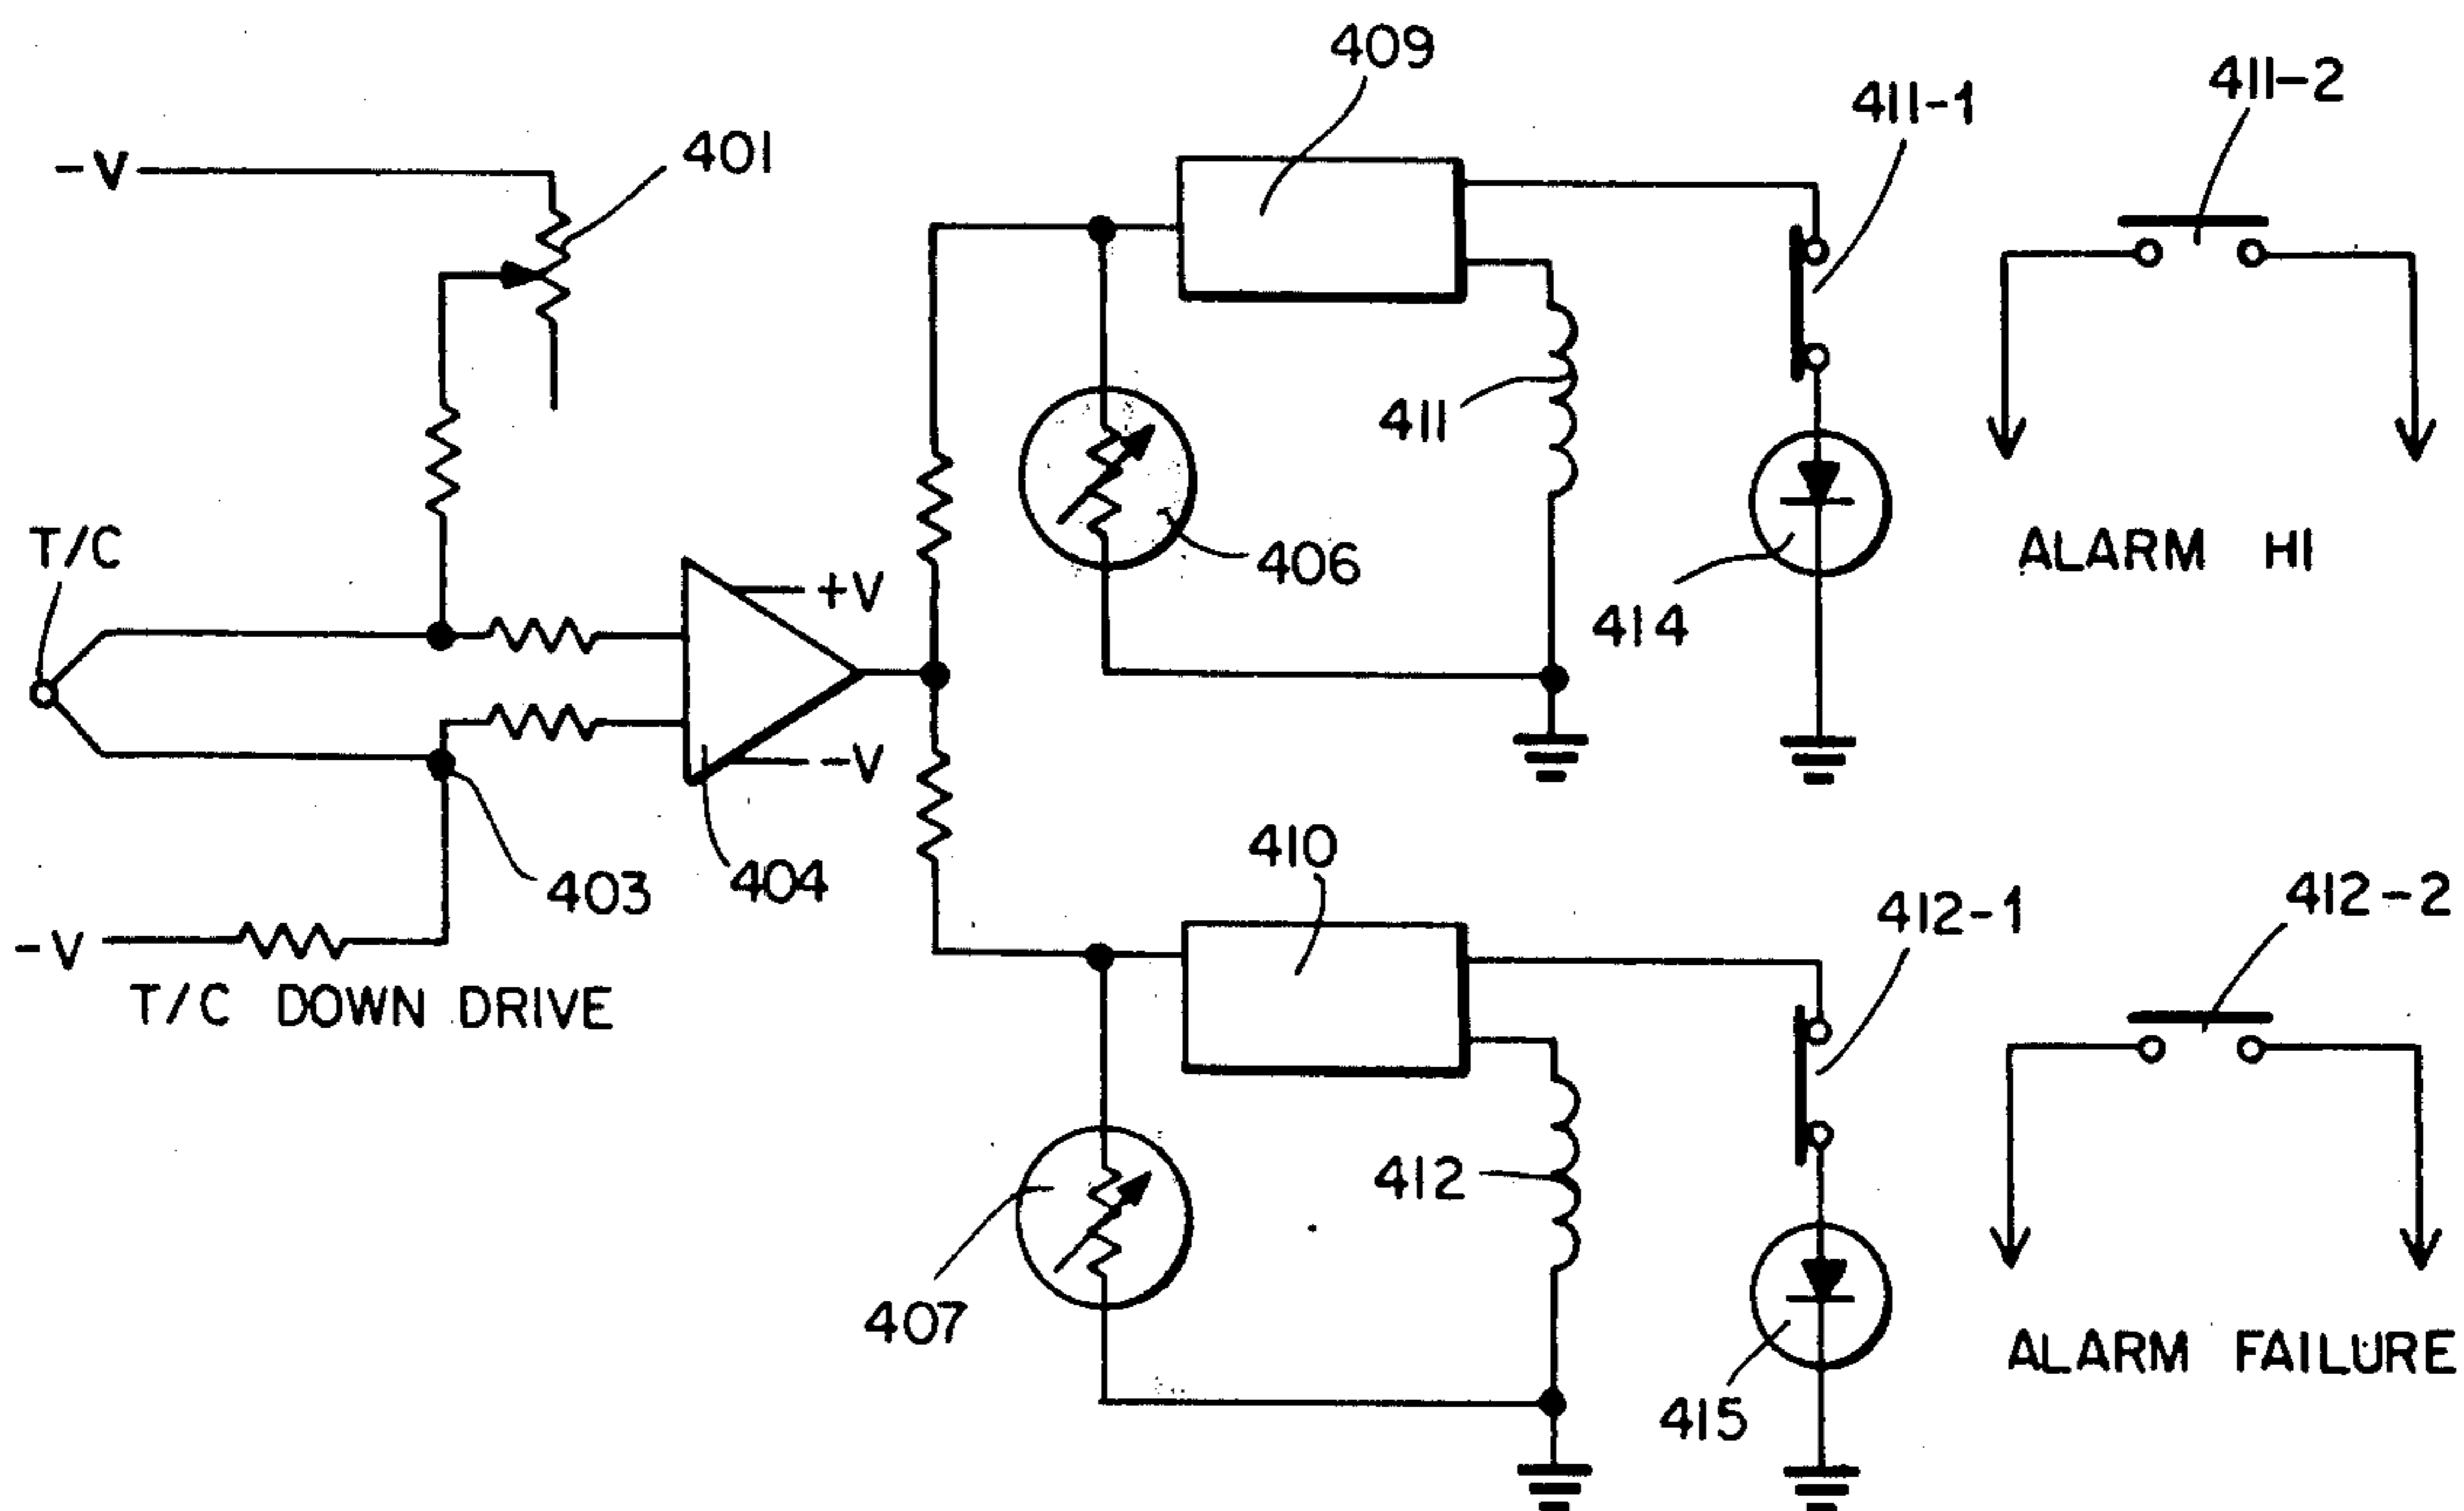 409
411-2
411-1
401
-V
411
T/C
406
+V
ALARM HI
414
-V
410
403
404
412-1
412-2
-V
T/C DOWN DRIVE
412
407
ALARM FAILURE
415